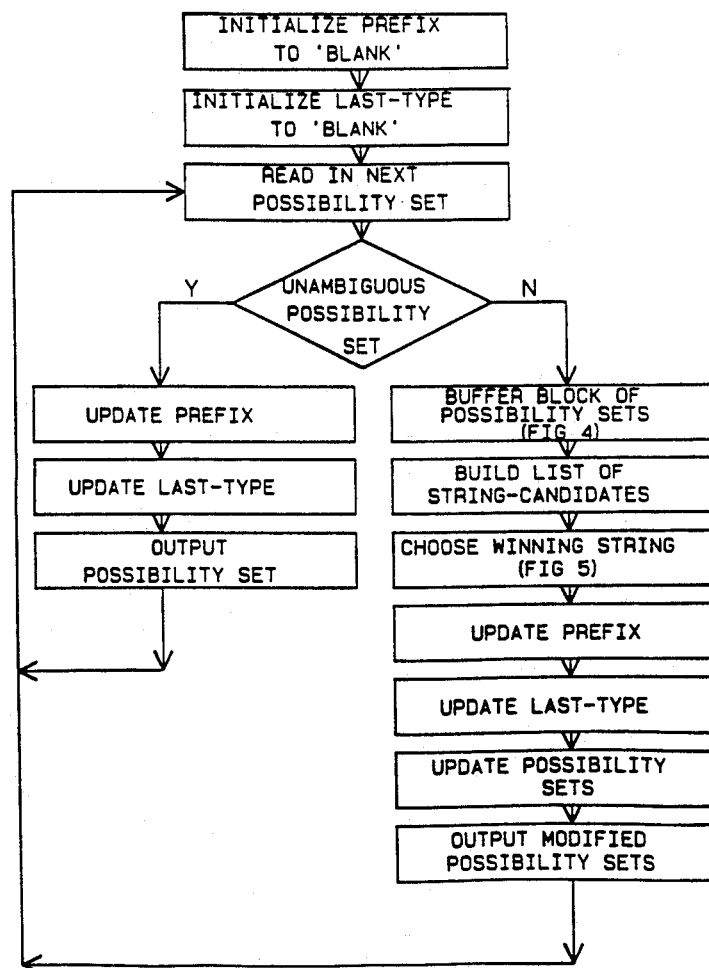 INITIALIZE PREFIX
TO 'BLANK'
INITIALIZE LAST-TYPE
TO 'BLANK'
READ IN NEXT
POSSIBILITY SET
UNAMBIGUOUS
POSSIBILITY
SET
Y
N
UPDATE PREFIX
UPDATE LAST-TYPE
OUTPUT
POSSIBILITY SET
BUFFER BLOCK OF
POSSIBILITY SETS
(FIG 4)
BUILD LIST OF
STRING-CANDIDATES
CHOOSE WINNING STRING
(FIG 5)
UPDATE PREFIX
UPDATE LAST-TYPE
UPDATE POSSIBILITY
SETS
OUTPUT MODIFIED
POSSIBILITY SETS